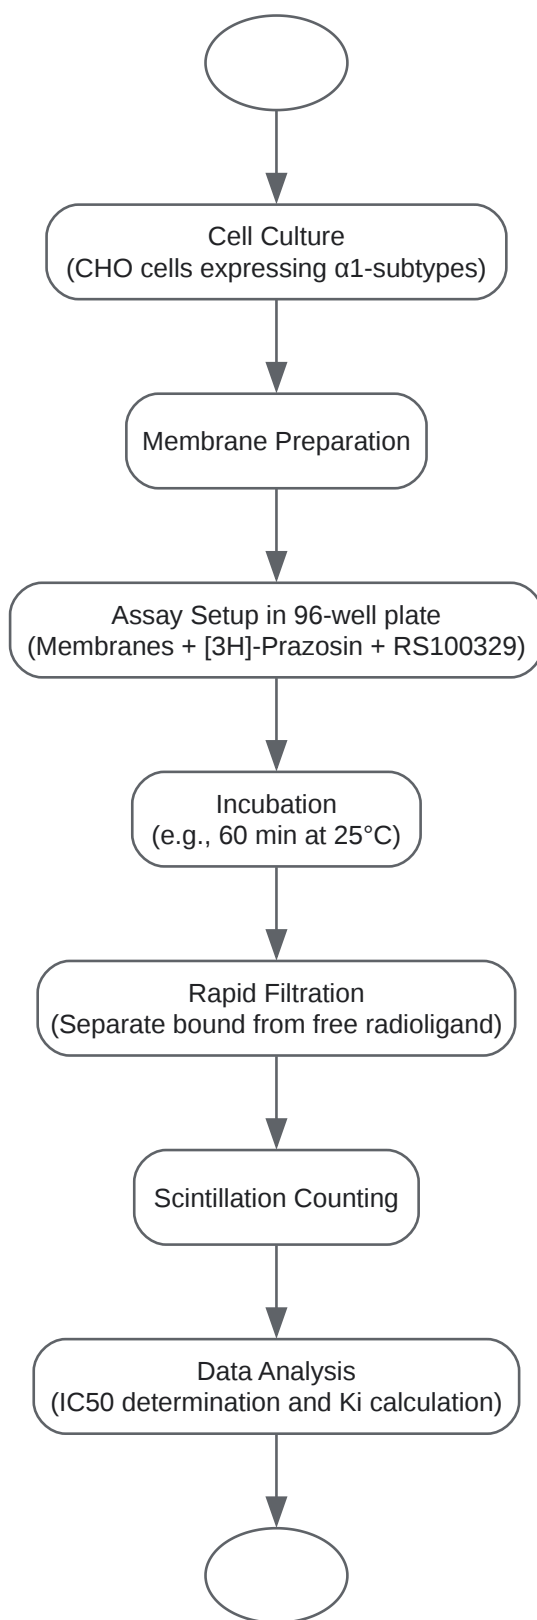 Cell Culture
(CHO cells expressing α1-subtypes)
Membrane Preparation
Assay Setup in 96-well plate
(Membranes + [3H]-Prazosin + RS100329)
Incubation
(e.g., 60 min at 25°C)
Rapid Filtration
(Separate bound from free radioligand)
Scintillation Counting
Data Analysis
(IC50 determination and Ki calculation)